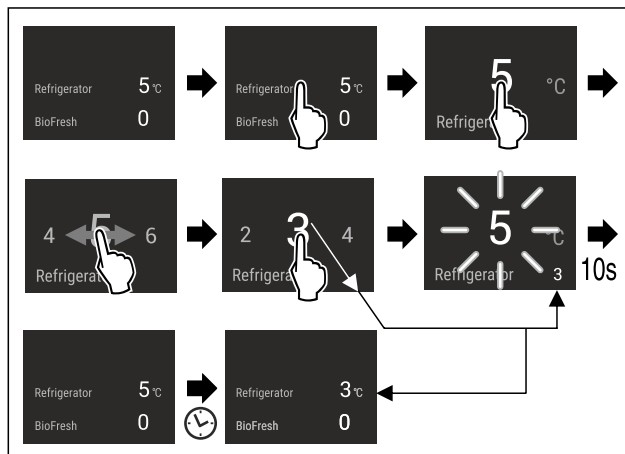 Refrigerator 5 °C
BioFresh 0
Refrigerator 5 °C
BioFresh 0
5 °C
Refriger
4 5 6
Refrigerat
2 3 4
Refrigera
5 °C
Refrigerator 3
10s
Refrigerator 5 °C
BioFresh 0
Refrigerator 3 °C
BioFresh 0